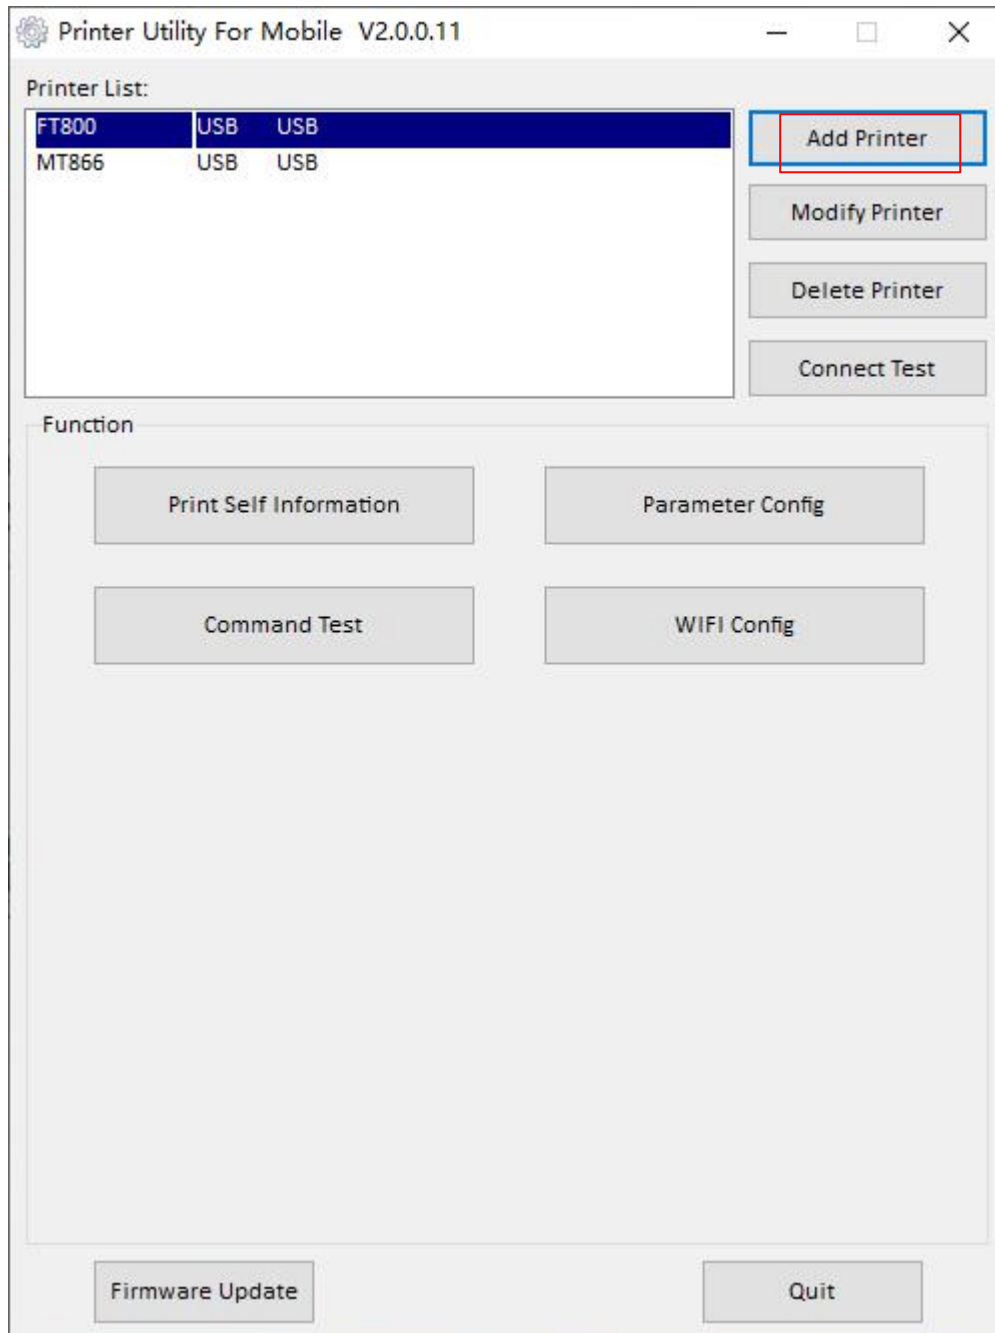 Printer Utility For Mobile V2.0.0.11
Printer List:
FT800 USB USB
MT866 USB USB
Add Printer
Modify Printer
Delete Printer
Connect Test
Function
Print Self Information
Parameter Config
Command Test
WIFI Config
Firmware Update
Quit